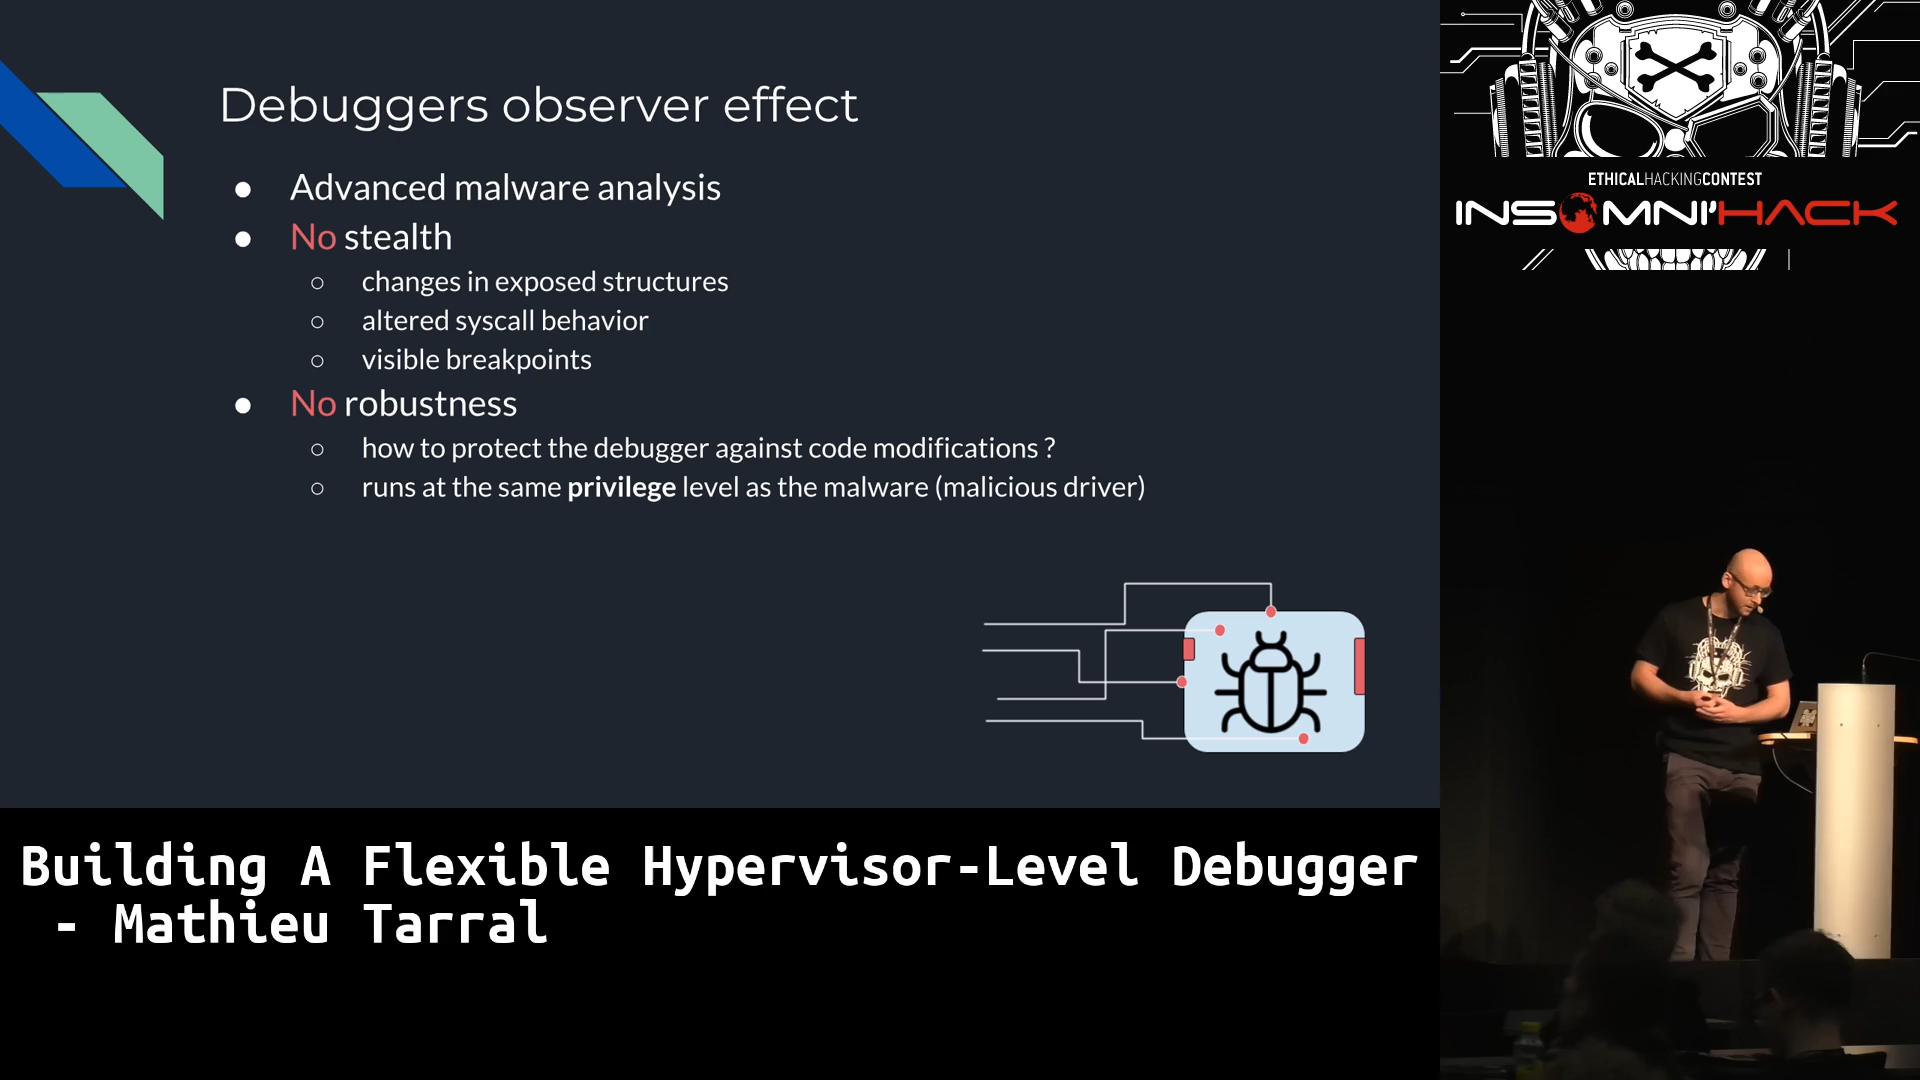 Debuggers observer effect
● Advanced malware analysis
● No stealth
○ changes in exposed structures
○ altered syscall behavior
○ visible breakpoints
● No robustness
○ how to protect the debugger against code modifications ?
○ runs at the same privilege level as the malware (malicious driver)
ETHICALHACKINGCONTEST
INSOMNI'HACK
Building A Flexible Hypervisor-Level Debugger
- Mathieu Tarral